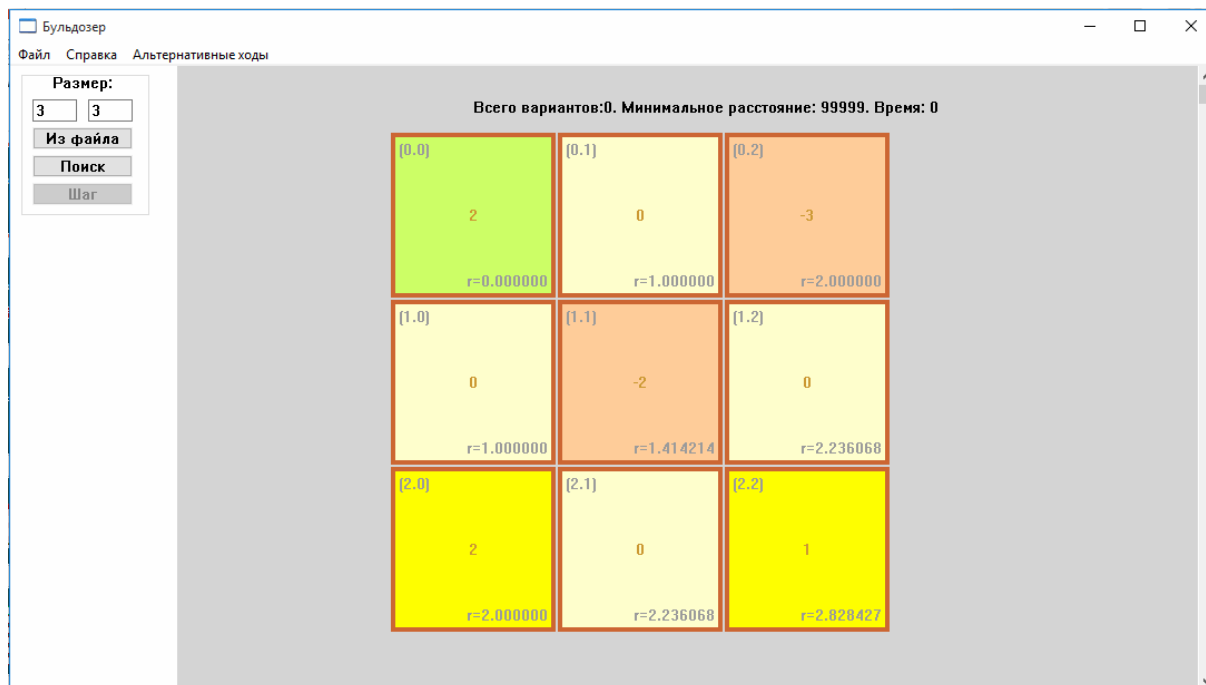 Бульдозер
Файл Справка Альтернативные ходы
Размер:
3 3
Из файла
Поиск
Шаг
Всего вариантов:0. Минимальное расстояние: 99999. Время: 0
(0.0) (0.1) (0.2)
2 0 -3
r=0.000000 r=1.000000 r=2.000000
(1.0) (1.1) (1.2)
0 -2 0
r=1.000000 r=1.414214 r=2.236068
(2.0) (2.1) (2.2)
2 0 1
r=2.000000 r=2.236068 r=2.828427